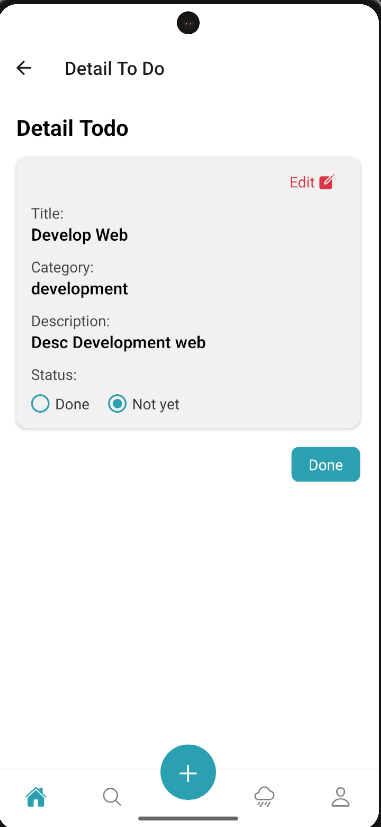 Detail To Do
Detail Todo
Edit
Title:
Develop Web
Category:
development
Description:
Desc Development web
Status:
Done Not yet
Done